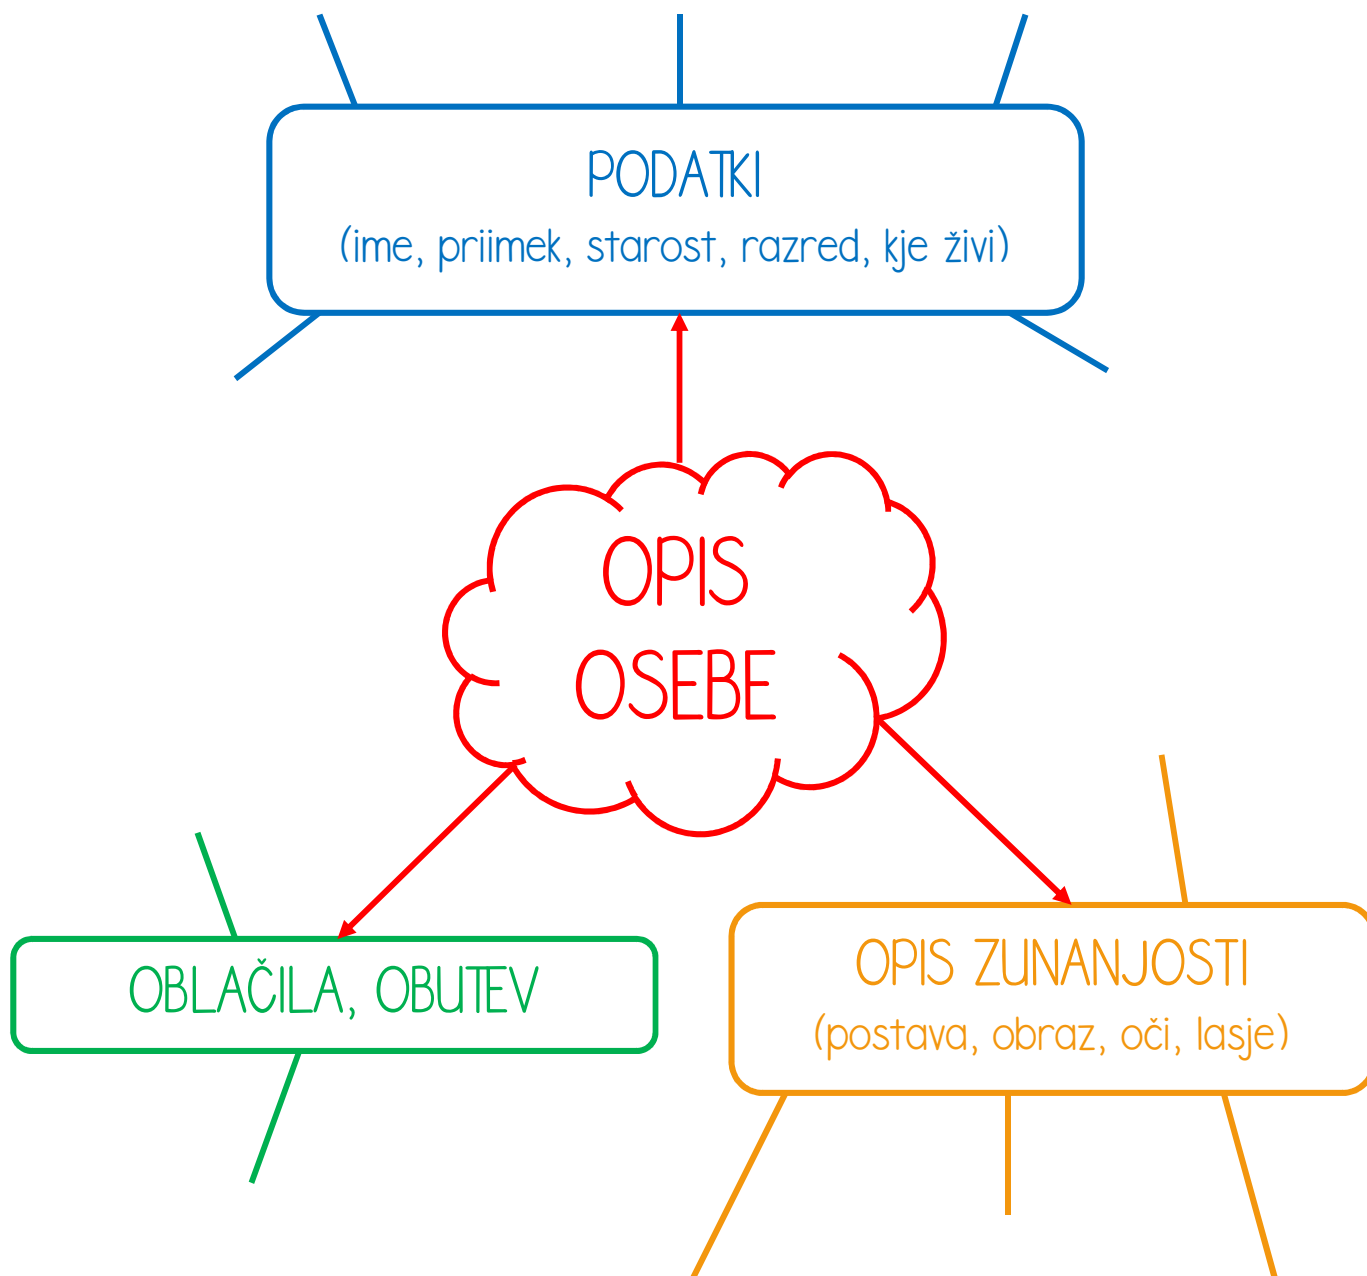 PODATKI
(ime, priimek, starost, razred, kje živi)
OPIS
OSEBE
OBLAČILA, OBUTEV
OPIS ZUNANJOSTI
(postava, obraz, oči, lasje)